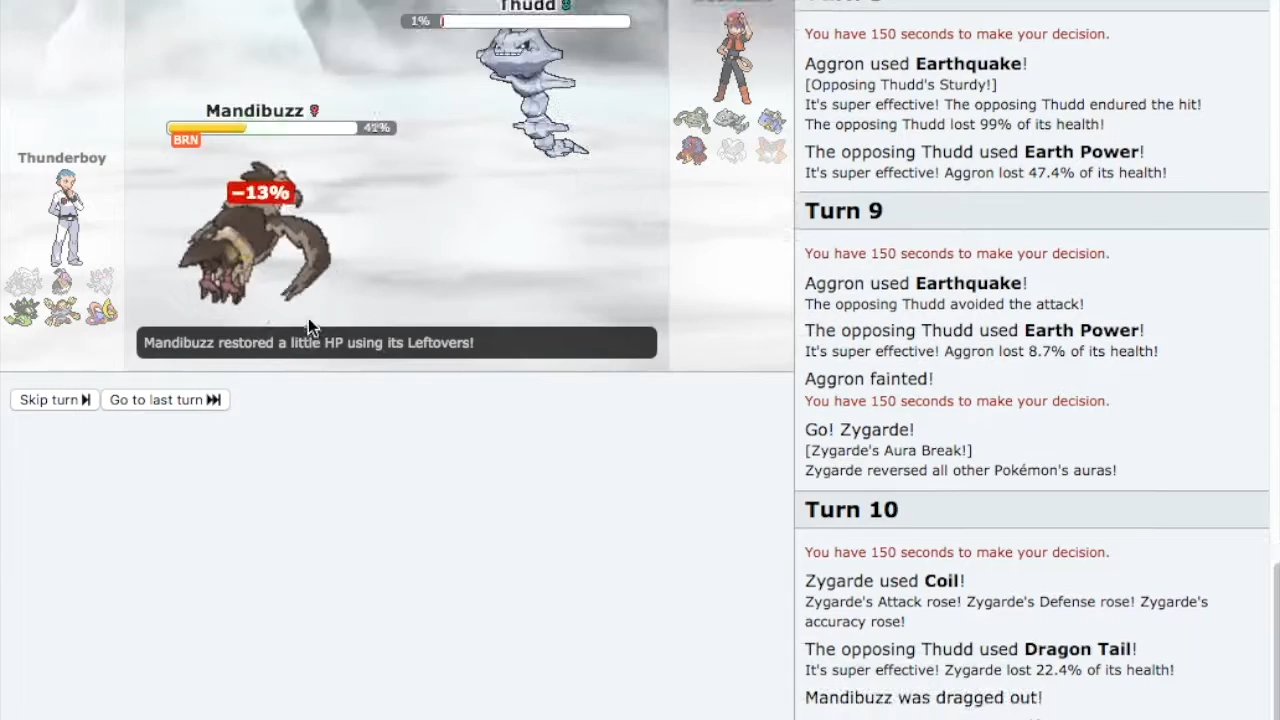 Thudd
1%
Mandibuzz
41%
BRN
−13%
Thunderboy
Mandibuzz restored a little HP using its Leftovers!
Skip turn
Go to last turn
You have 150 seconds to make your decision.
Aggron used Earthquake!
[Opposing Thudd's Sturdy!]
It's super effective! The opposing Thudd endured the hit!
The opposing Thudd lost 99% of its health!
The opposing Thudd used Earth Power!
It's super effective! Aggron lost 47.4% of its health!
Turn 9
You have 150 seconds to make your decision.
Aggron used Earthquake!
The opposing Thudd avoided the attack!
The opposing Thudd used Earth Power!
It's super effective! Aggron lost 8.7% of its health!
Aggron fainted!
You have 150 seconds to make your decision.
Go! Zygarde!
[Zygarde's Aura Break!]
Zygarde reversed all other Pokémon's auras!
Turn 10
You have 150 seconds to make your decision.
Zygarde used Coil!
Zygarde's Attack rose! Zygarde's Defense rose! Zygarde's
accuracy rose!
The opposing Thudd used Dragon Tail!
It's super effective! Zygarde lost 22.4% of its health!
Mandibuzz was dragged out!